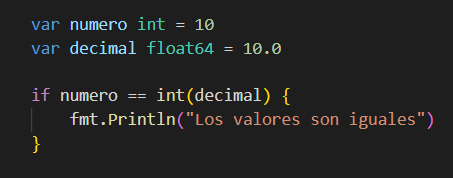 var numero int = 10
var decimal float64 = 10.0
if numero == int(decimal) {
fmt.Println("Los valores son iguales")
}